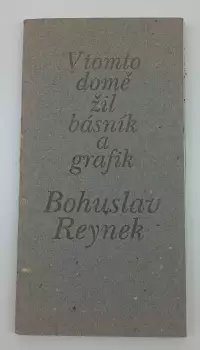 V tomto
domě
žil
básník
a
grafik
Bohuslav
Reynek